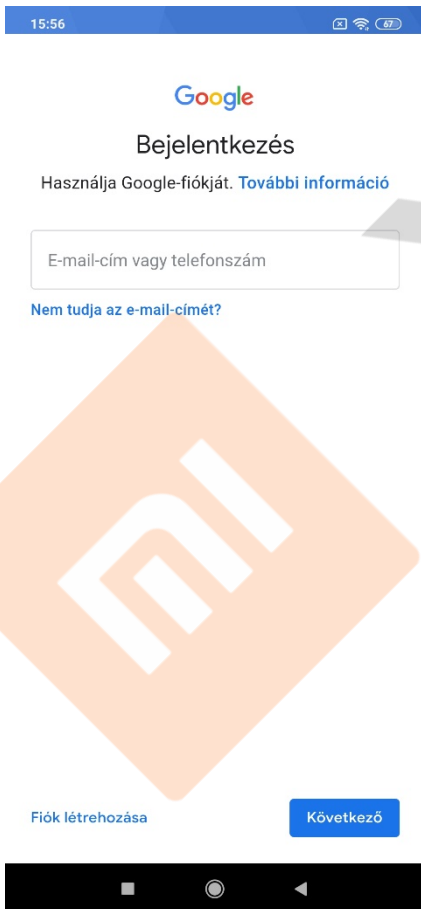 15:56
67
Google
Bejelentkezés
Használja Google-fiókját. További információ
E-mail-cím vagy telefonszám
Nem tudja az e-mail-címét?
mi
Fiók létrehozása
Következő